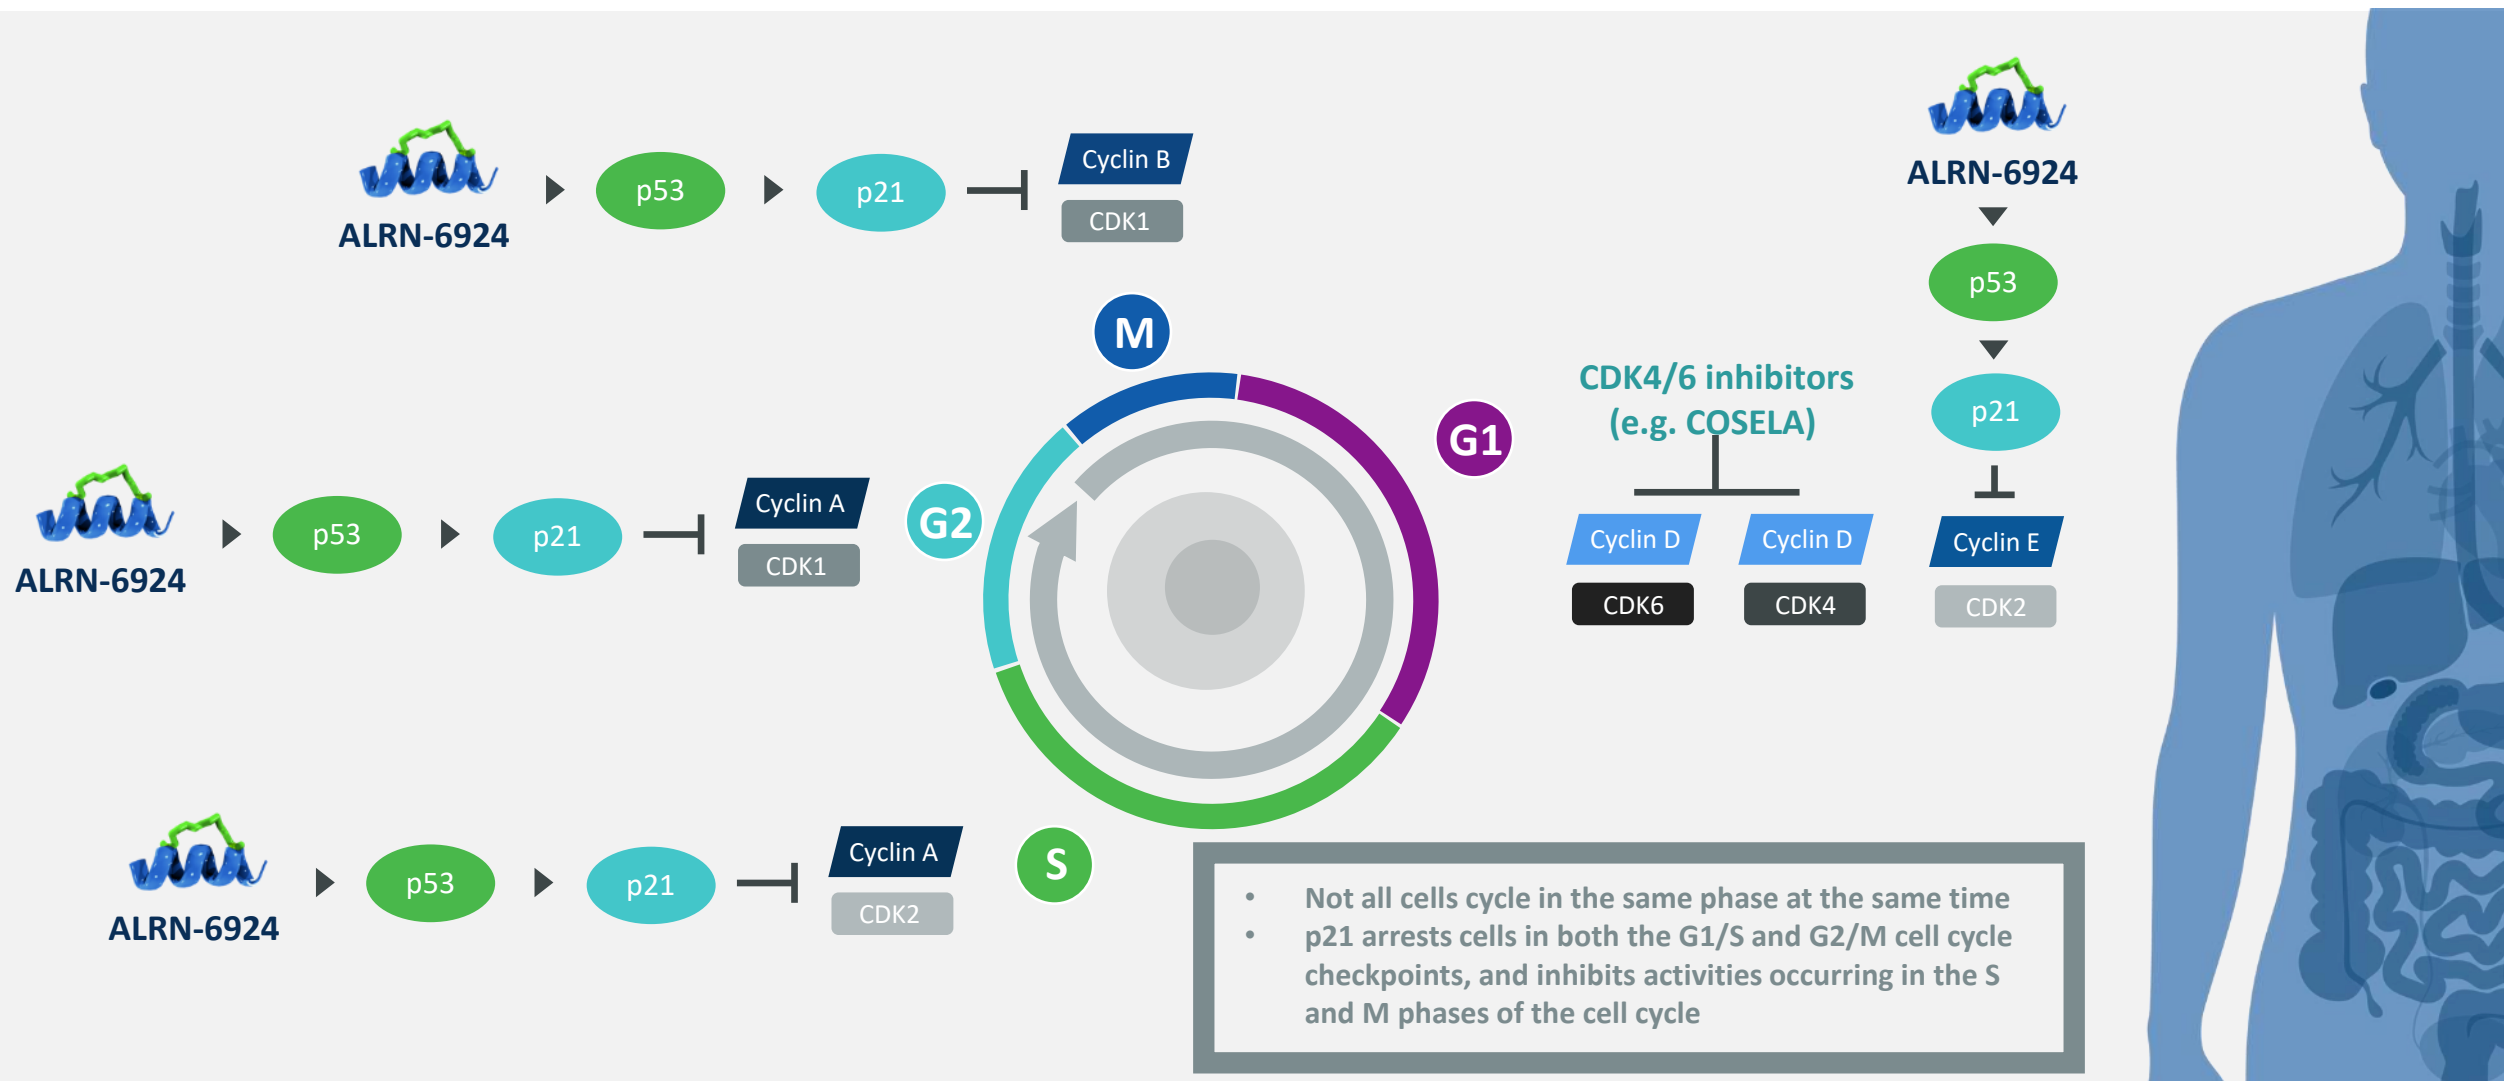 ALRN-6924
p53
p21
Cyclin B
CDK1
ALRN-6924
p53
p21
Cyclin A
CDK1
ALRN-6924
p53
p21
Cyclin A
CDK2
M
G1
G2
S
CDK4/6 inhibitors
(e.g. COSELA)
Cyclin D
CDK6
Cyclin D
CDK4
ALRN-6924
p53
p21
Cyclin E
CDK2
• Not all cells cycle in the same phase at the same time
• p21 arrests cells in both the G1/S and G2/M cell cycle
checkpoints, and inhibits activities occurring in the S
and M phases of the cell cycle